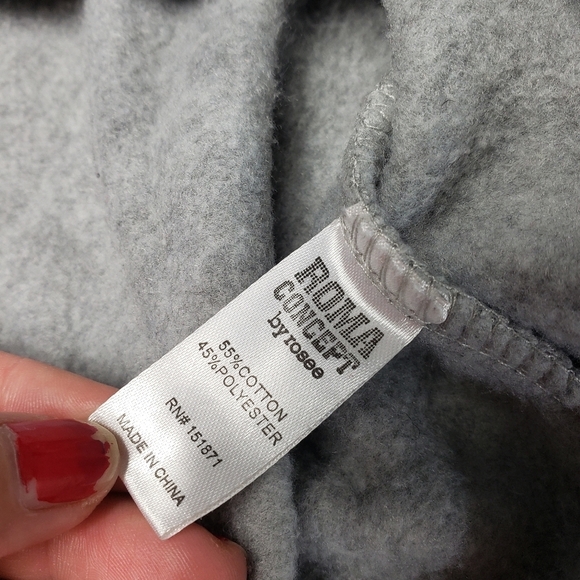 ROMA
CONCEPT
by rosee
55%COTTON
45%POLYESTER
RN# 151871
MADE IN CHINA